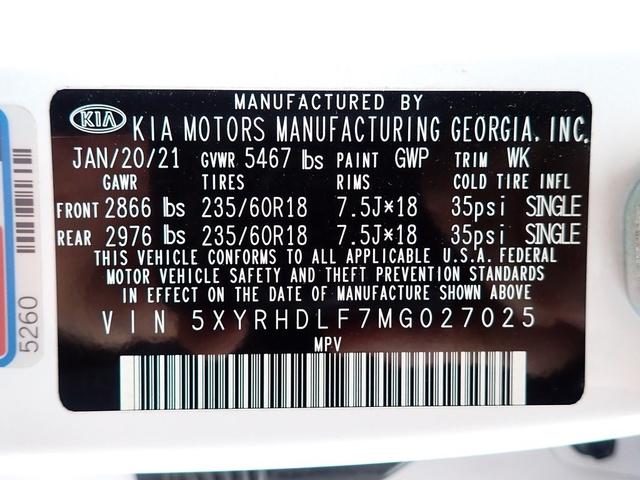 MANUFACTURED BY
KIA KIA MOTORS MANUFACTURING GEORGIA. INC.
JAN/20/21 GVWR 5467 lbs PAINT GWP TRIM WK
GAWR TIRES RIMS COLD TIRE INFL
FRONT 2866 lbs 235/60R18 7.5J×18 35psi SINGLE
REAR 2976 lbs 235/60R18 7.5J×18 35psi SINGLE
THIS VEHICLE CONFORMS TO ALL APPLICABLE U.S.A. FEDERAL
MOTOR VEHICLE SAFETY AND THEFT PREVENTION STANDARDS
IN EFFECT ON THE DATE OF MANUFACTURE SHOWN ABOVE
VIN 5XYRHDLF7MG027025
MPV
5260